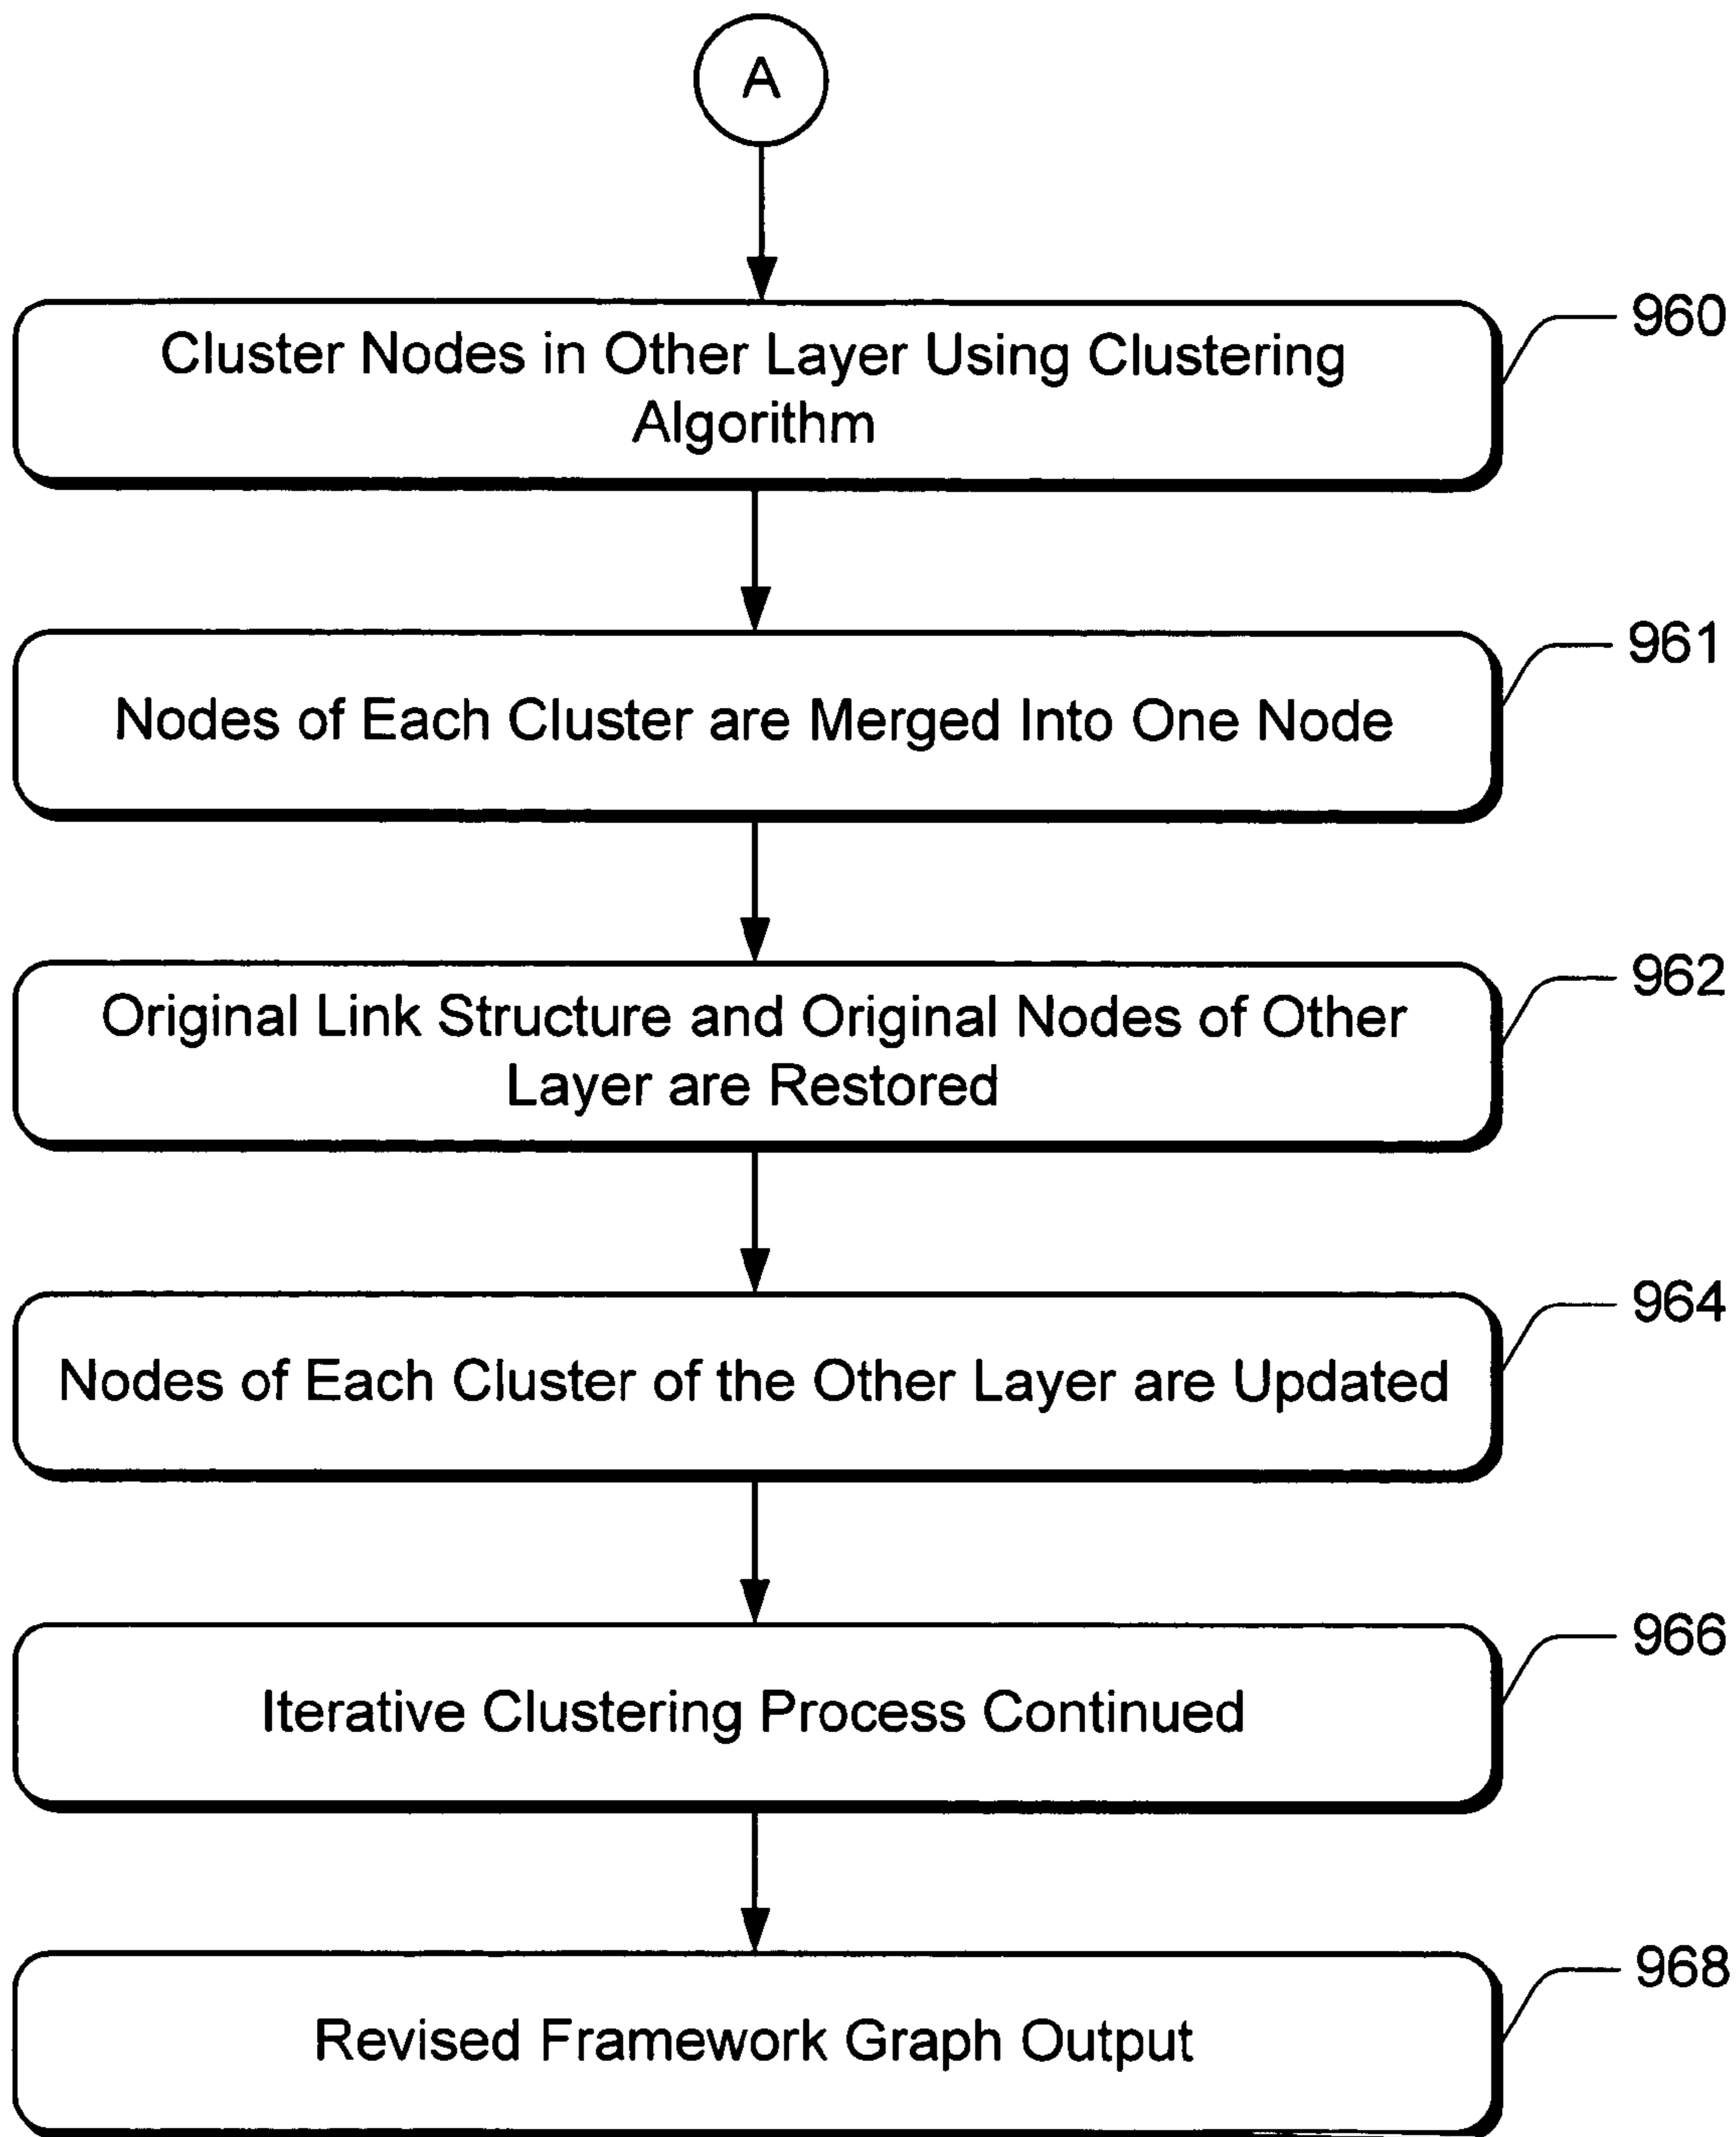 A
960
Cluster Nodes in Other Layer Using Clustering
Algorithm
961
Nodes of Each Cluster are Merged Into One Node
962
Original Link Structure and Original Nodes of Other
Layer are Restored
964
Nodes of Each Cluster of the Other Layer are Updated
966
Iterative Clustering Process Continued
968
Revised Framework Graph Output